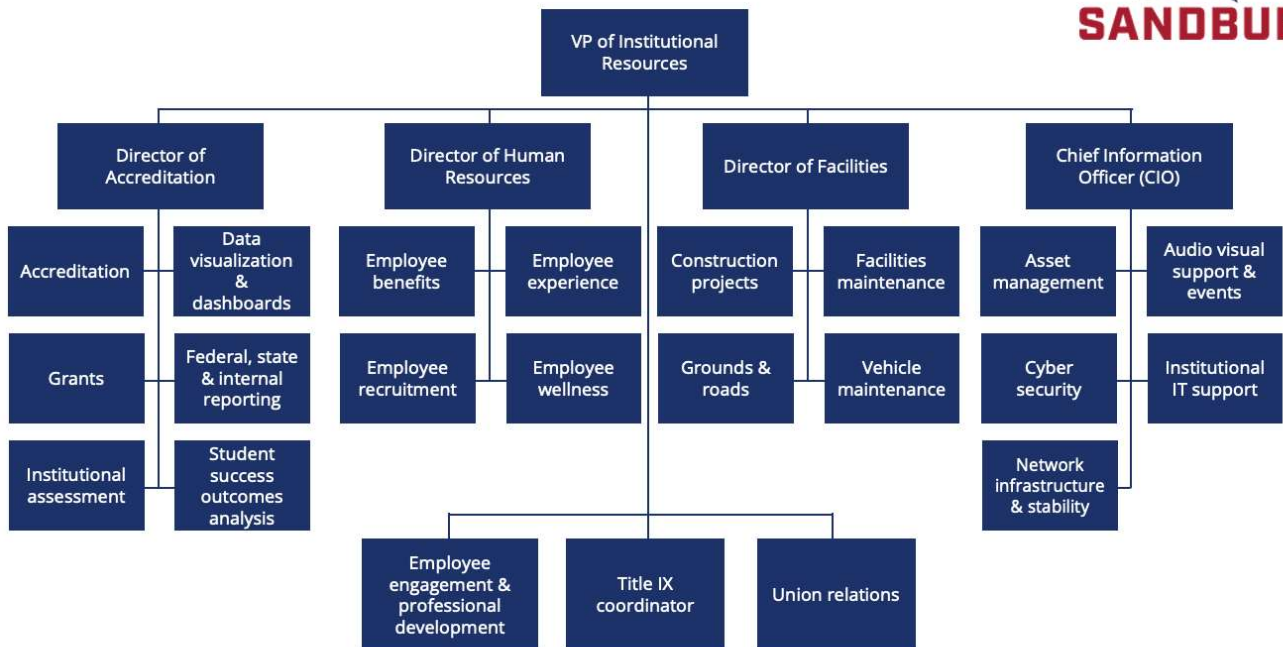 SANDBU
VP of Institutional
Resources
Director of
Accreditation
Director of Human
Resources
Director of Facilities
Chief Information
Officer (CIO)
Accreditation
Data
visualization
&
dashboards
Employee
benefits
Employee
experience
Construction
projects
Facilities
maintenance
Asset
management
Audio visual
support &
events
Grants
Federal, state
& internal
reporting
Employee
recruitment
Employee
wellness
Grounds &
roads
Vehicle
maintenance
Cyber
security
Institutional
IT support
Institutional
assessment
Student
success
outcomes
analysis
Network
infrastructure
& stability
Employee
engagement &
professional
development
Title IX
coordinator
Union relations